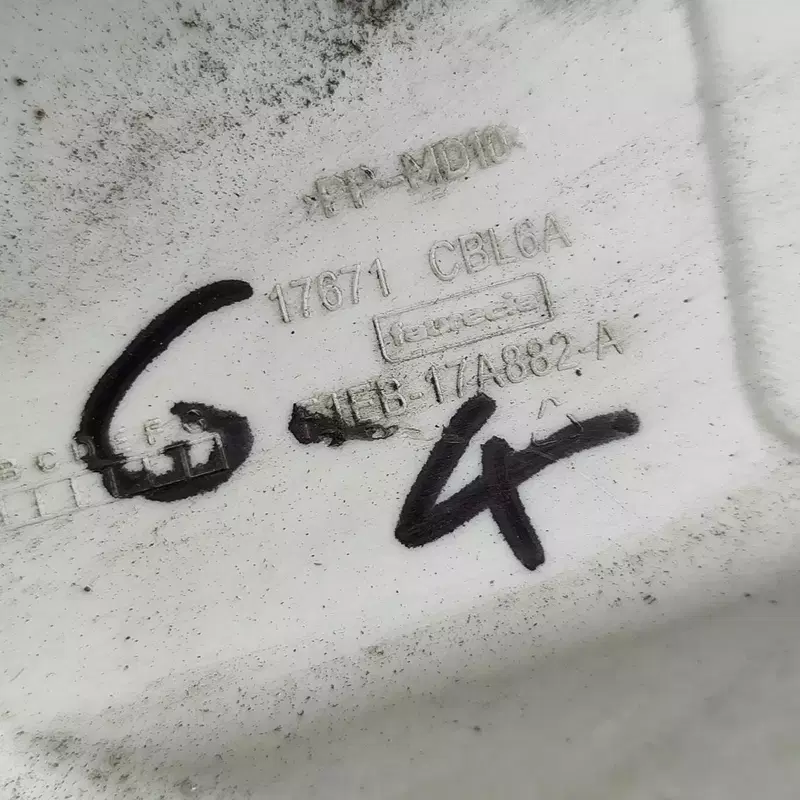 >PP-MD10<
17671 CBL6A
faurecia
1EB-17A882-A
B C D E F G
6-4